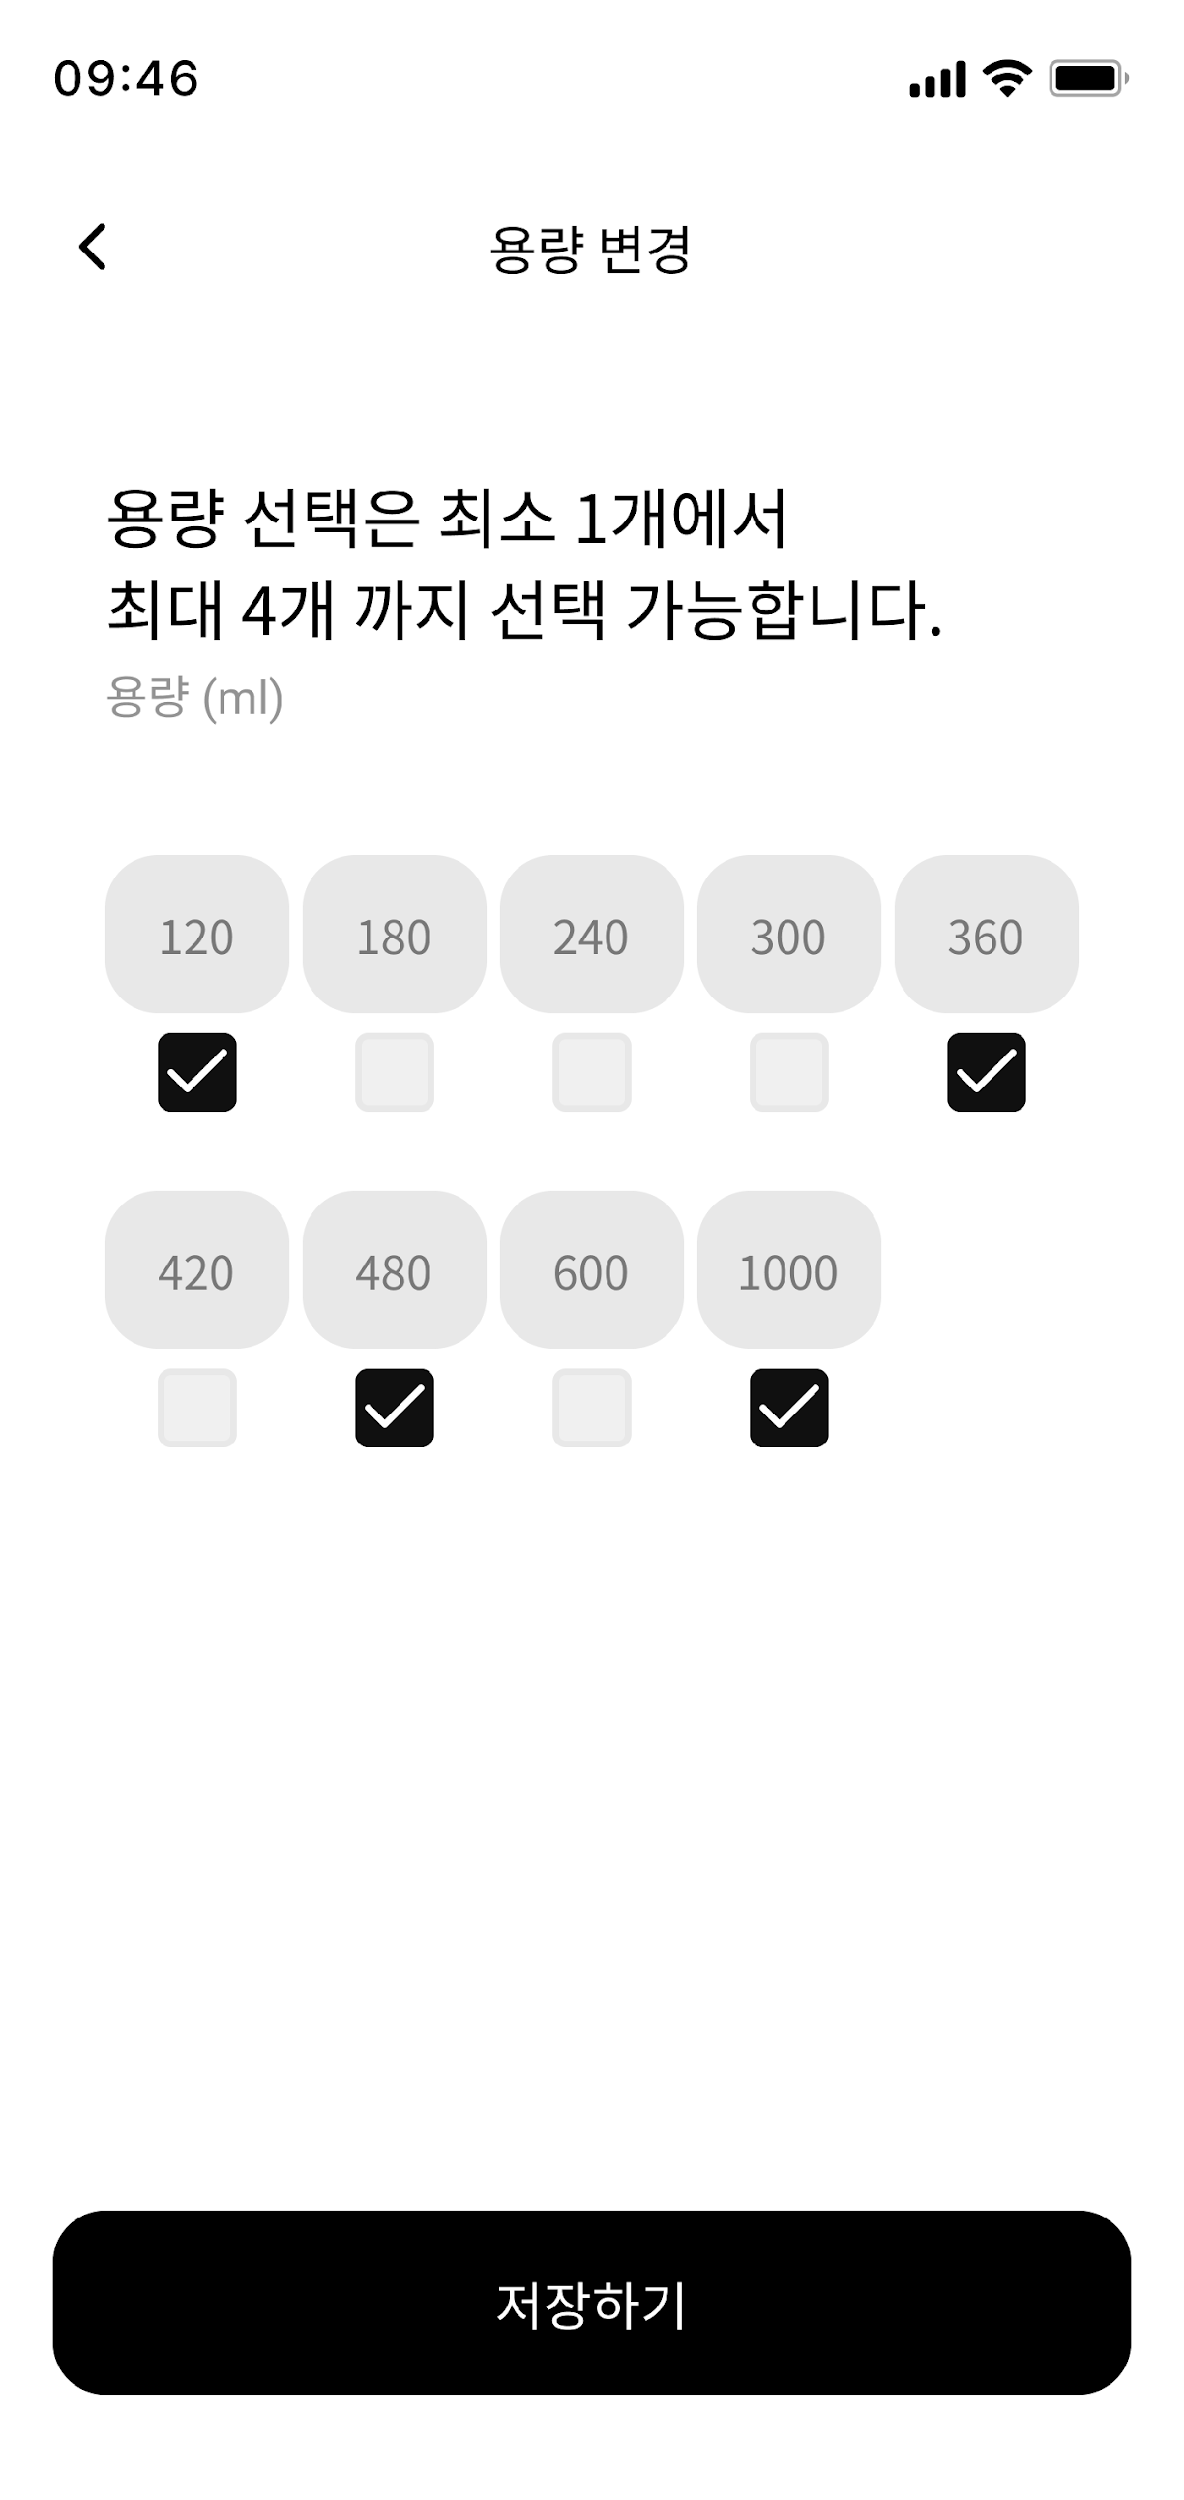 09:46
용량 변경
용량 선택은 최소 1개에서
최대 4개 까지 선택 가능합니다.
용량 (ml)
120 180 240 300 360
420 480 600 1000
저장하기